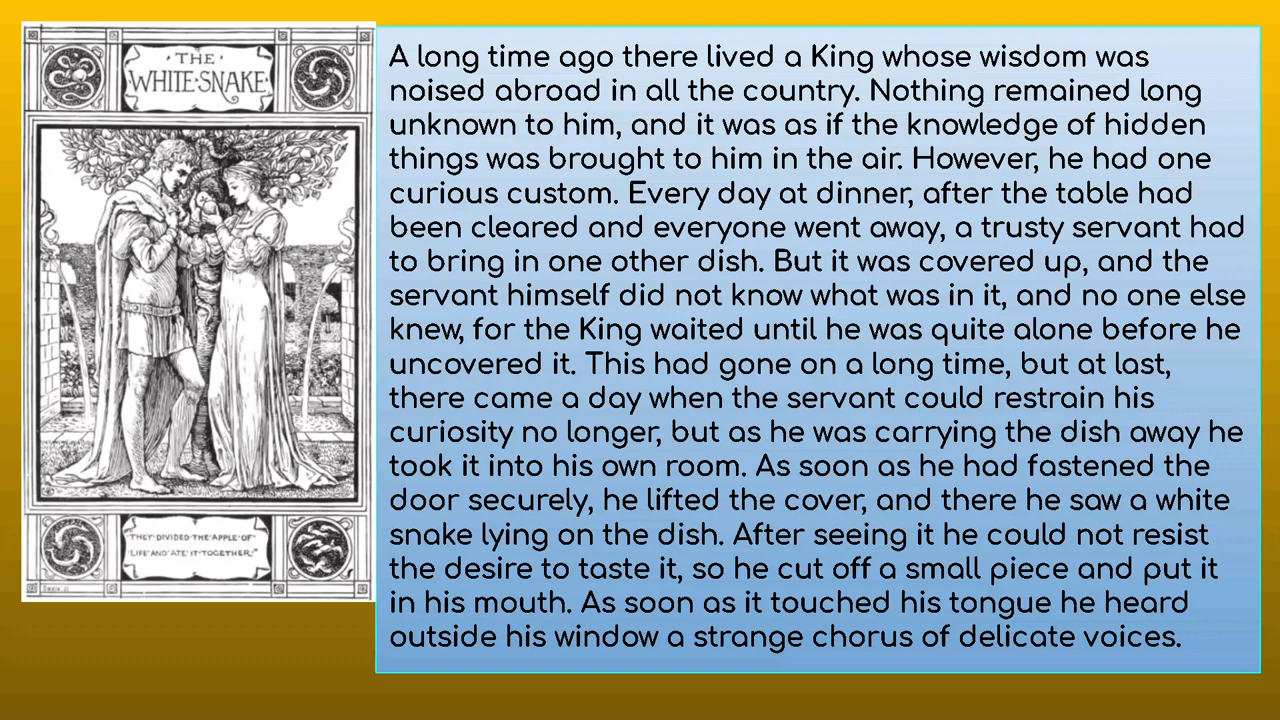 THE
WHITE·SNAKE
"THEY·DIVIDED·THE·APPLE·OF·
·LIFE·AND·ATE·IT·TOGETHER·"
A long time ago there lived a King whose wisdom was
noised abroad in all the country. Nothing remained long
unknown to him, and it was as if the knowledge of hidden
things was brought to him in the air. However, he had one
curious custom. Every day at dinner, after the table had
been cleared and everyone went away, a trusty servant had
to bring in one other dish. But it was covered up, and the
servant himself did not know what was in it, and no one else
knew, for the King waited until he was quite alone before he
uncovered it. This had gone on a long time, but at last,
there came a day when the servant could restrain his
curiosity no longer, but as he was carrying the dish away he
took it into his own room. As soon as he had fastened the
door securely, he lifted the cover, and there he saw a white
snake lying on the dish. After seeing it he could not resist
the desire to taste it, so he cut off a small piece and put it
in his mouth. As soon as it touched his tongue he heard
outside his window a strange chorus of delicate voices.